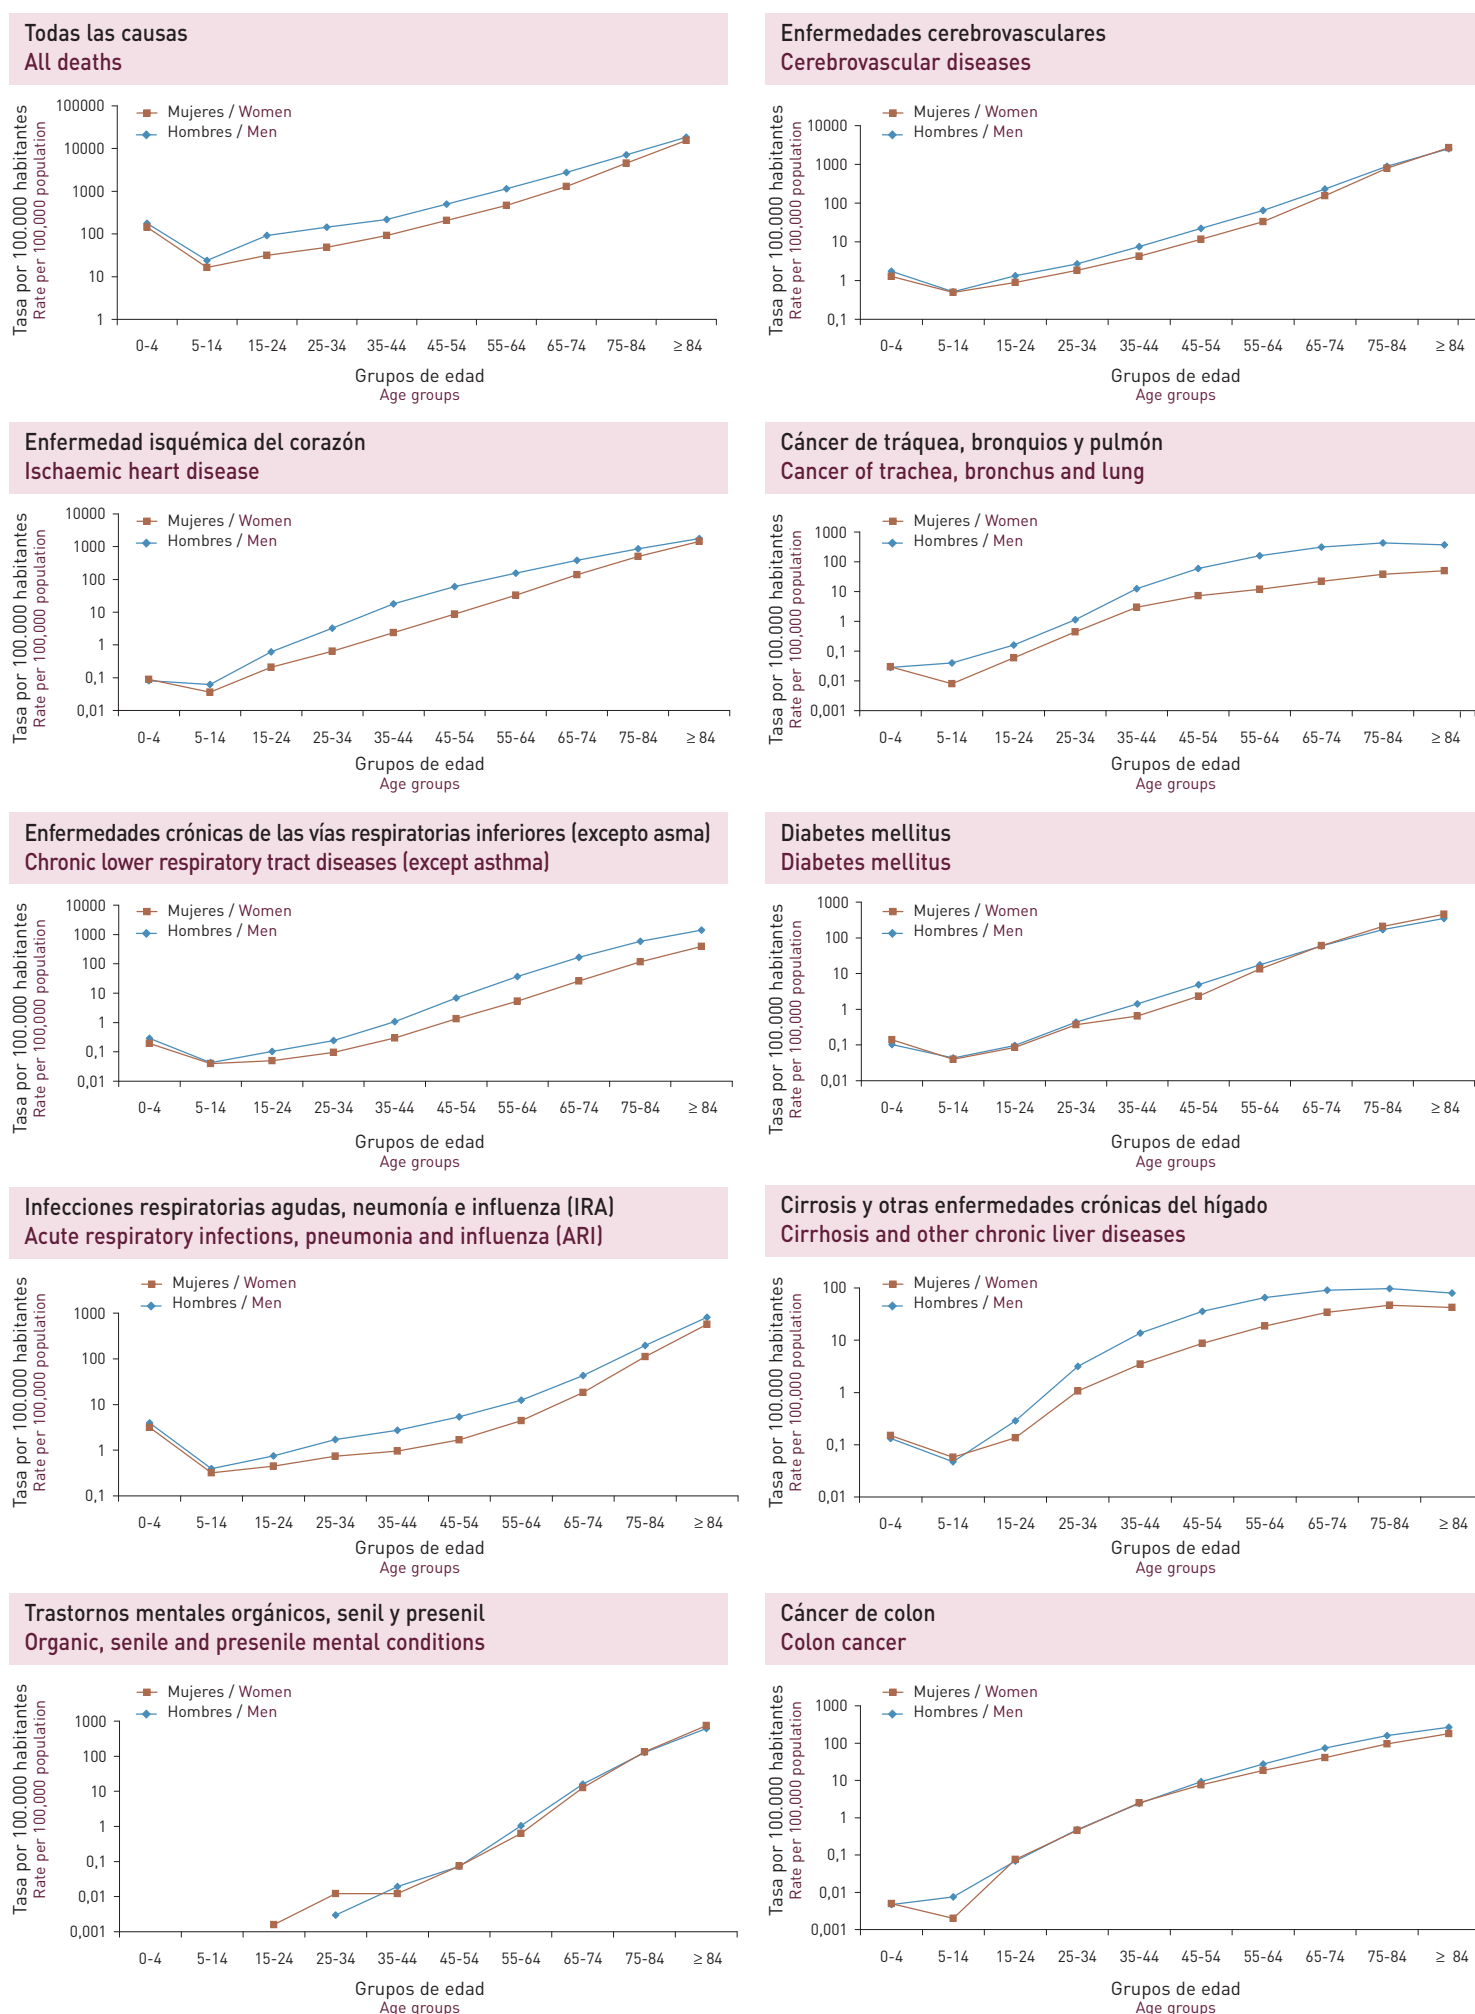 Todas las causas
All deaths
Tasa por 100.000 habitantes
Rate per 100,000 population
Mujeres / Women
Hombres / Men
100000
10000
1000
100
10
1
0-4 5-14 15-24 25-34 35-44 45-54 55-64 65-74 75-84 ≥ 84
Grupos de edad
Age groups
Enfermedades cerebrovasculares
Cerebrovascular diseases
Tasa por 100.000 habitantes
Rate per 100,000 population
Mujeres / Women
Hombres / Men
10000
1000
100
10
1
0,1
0-4 5-14 15-24 25-34 35-44 45-54 55-64 65-74 75-84 ≥ 84
Grupos de edad
Age groups
Enfermedad isquémica del corazón
Ischaemic heart disease
Tasa por 100.000 habitantes
Rate per 100,000 population
Mujeres / Women
Hombres / Men
10000
1000
100
10
1
0,1
0,01
0-4 5-14 15-24 25-34 35-44 45-54 55-64 65-74 75-84 ≥ 84
Grupos de edad
Age groups
Cáncer de tráquea, bronquios y pulmón
Cancer of trachea, bronchus and lung
Tasa por 100.000 habitantes
Rate per 100,000 population
Mujeres / Women
Hombres / Men
1000
100
10
1
0,1
0,01
0,001
0-4 5-14 15-24 25-34 35-44 45-54 55-64 65-74 75-84 ≥ 84
Grupos de edad
Age groups
Enfermedades crónicas de las vías respiratorias inferiores (excepto asma)
Chronic lower respiratory tract diseases (except asthma)
Tasa por 100.000 habitantes
Rate per 100,000 population
Mujeres / Women
Hombres / Men
10000
1000
100
10
1
0,1
0,01
0-4 5-14 15-24 25-34 35-44 45-54 55-64 65-74 75-84 ≥ 84
Grupos de edad
Age groups
Diabetes mellitus
Diabetes mellitus
Tasa por 100.000 habitantes
Rate per 100,000 population
Mujeres / Women
Hombres / Men
1000
100
10
1
0,1
0,01
0-4 5-14 15-24 25-34 35-44 45-54 55-64 65-74 75-84 ≥ 84
Grupos de edad
Age groups
Infecciones respiratorias agudas, neumonía e influenza (IRA)
Acute respiratory infections, pneumonia and influenza (ARI)
Tasa por 100.000 habitantes
Rate per 100,000 population
Mujeres / Women
Hombres / Men
1000
100
10
1
0,1
0-4 5-14 15-24 25-34 35-44 45-54 55-64 65-74 75-84 ≥ 84
Grupos de edad
Age groups
Cirrosis y otras enfermedades crónicas del hígado
Cirrhosis and other chronic liver diseases
Tasa por 100.000 habitantes
Rate per 100,000 population
Mujeres / Women
Hombres / Men
100
10
1
0,1
0,01
0-4 5-14 15-24 25-34 35-44 45-54 55-64 65-74 75-84 ≥ 84
Grupos de edad
Age groups
Trastornos mentales orgánicos, senil y presenil
Organic, senile and presenile mental conditions
Tasa por 100.000 habitantes
Rate per 100,000 population
Mujeres / Women
Hombres / Men
1000
100
10
1
0,1
0,01
0,001
0-4 5-14 15-24 25-34 35-44 45-54 55-64 65-74 75-84 ≥ 84
Grupos de edad
Age groups
Cáncer de colon
Colon cancer
Tasa por 100.000 habitantes
Rate per 100,000 population
Mujeres / Women
Hombres / Men
1000
100
10
1
0,1
0,01
0,001
0-4 5-14 15-24 25-34 35-44 45-54 55-64 65-74 75-84 ≥ 84
Grupos de edad
Age groups